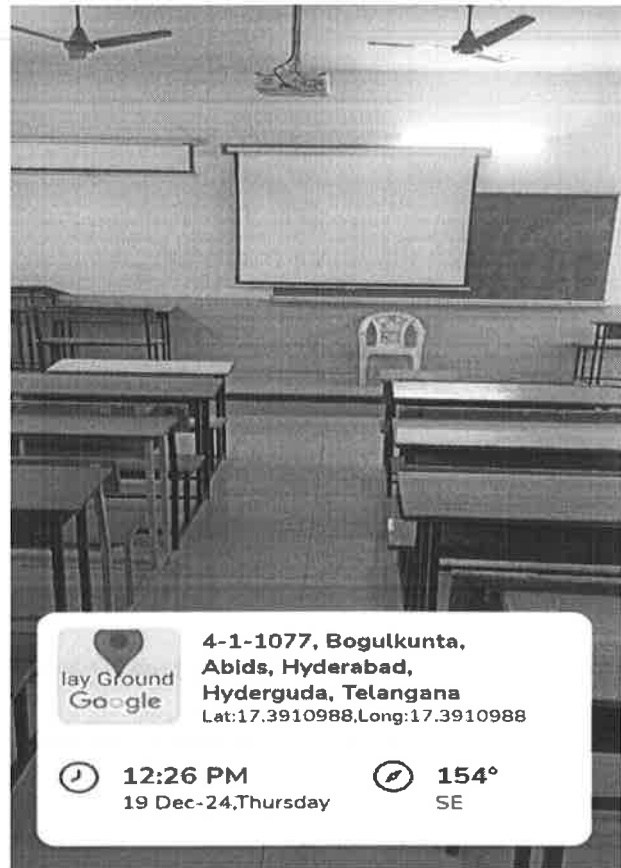 lay Ground
Google
4-1-1077, Bogulkunta,
Abids, Hyderabad,
Hyderguda, Telangana
Lat:17.3910988,Long:17.3910988
12:26 PM
19 Dec-24,Thursday
154°
SE